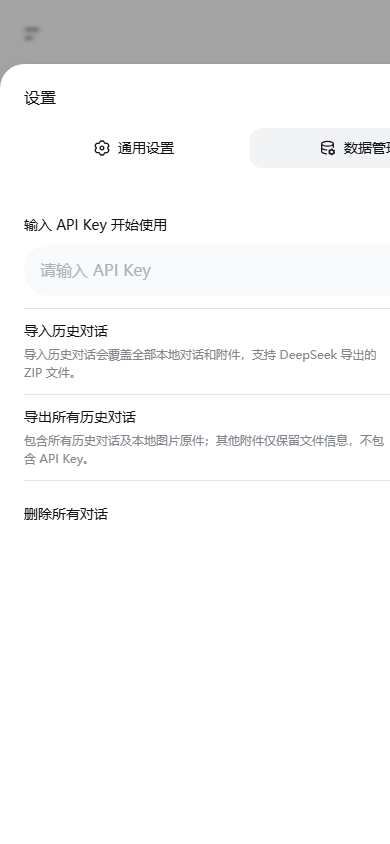 设置
通用设置
数据管理
输入 API Key 开始使用
请输入 API Key
导入历史对话
导入历史对话会覆盖全部本地对话和附件，支持 DeepSeek 导出的
ZIP 文件。
导出所有历史对话
包含所有历史对话及本地图片原件；其他附件仅保留文件信息，不包
含 API Key。
删除所有对话